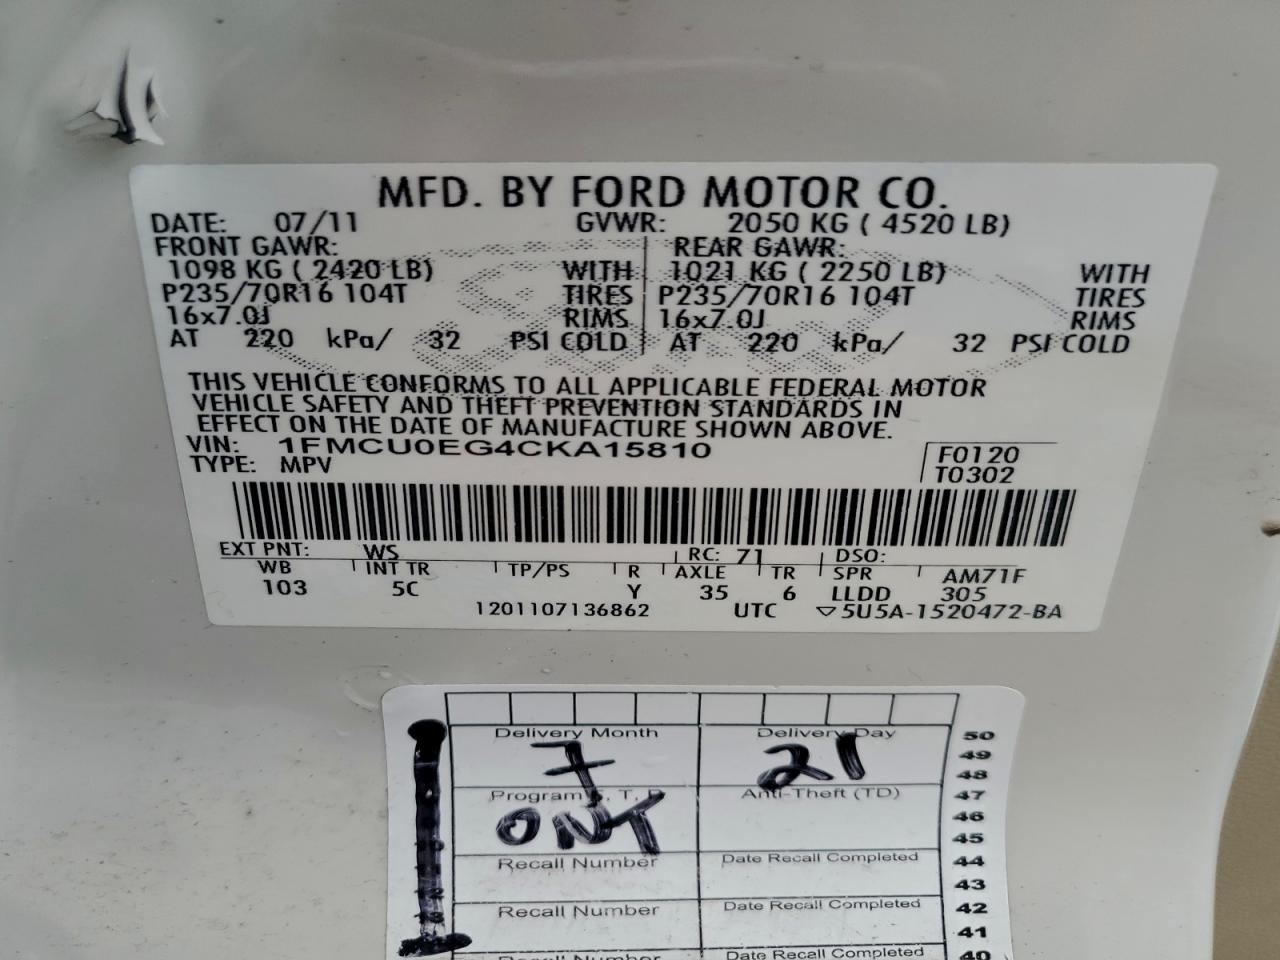 MFD. BY FORD MOTOR CO.
DATE: 07/11 GVWR: 2050 KG ( 4520 LB)
FRONT GAWR: REAR GAWR:
1098 KG ( 2420 LB) WITH 1021 KG ( 2250 LB) WITH
P235/70R16 104T TIRES P235/70R16 104T TIRES
16x7.0J RIMS 16x7.0J RIMS
AT 220 kPa/ 32 PSI COLD AT 220 kPa/ 32 PSI COLD
THIS VEHICLE CONFORMS TO ALL APPLICABLE FEDERAL MOTOR
VEHICLE SAFETY AND THEFT PREVENTION STANDARDS IN
EFFECT ON THE DATE OF MANUFACTURE SHOWN ABOVE.
VIN: 1FMCU0EG4CKA15810 F0120
TYPE: MPV T0302
EXT PNT: WS RC: 71 DSO:
WB INT TR TP/PS R AXLE TR SPR AM71F
103 5C Y 35 6 LLDD 305
1201107136862 UTC ▽5U5A-1520472-BA
Delivery Month Delivery Day 50
7 21 49
48
Program Anti-Theft (TD) 47
ONT 46
45
Recall Number Date Recall Completed 44
43
Recall Number Date Recall Completed 42
41
Recall Number Date Recall Completed 40